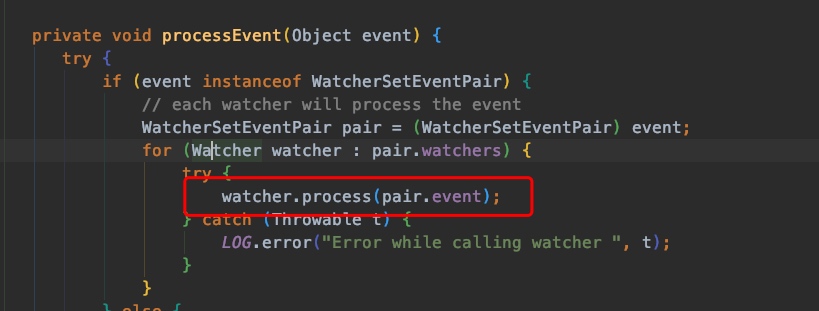 private void processEvent(Object event) {
try {
if (event instanceof WatcherSetEventPair) {
// each watcher will process the event
WatcherSetEventPair pair = (WatcherSetEventPair) event;
for (Watcher watcher : pair.watchers) {
try {
watcher.process(pair.event);
} catch (Throwable t) {
LOG.error("Error while calling watcher ", t);
}
}
} else {